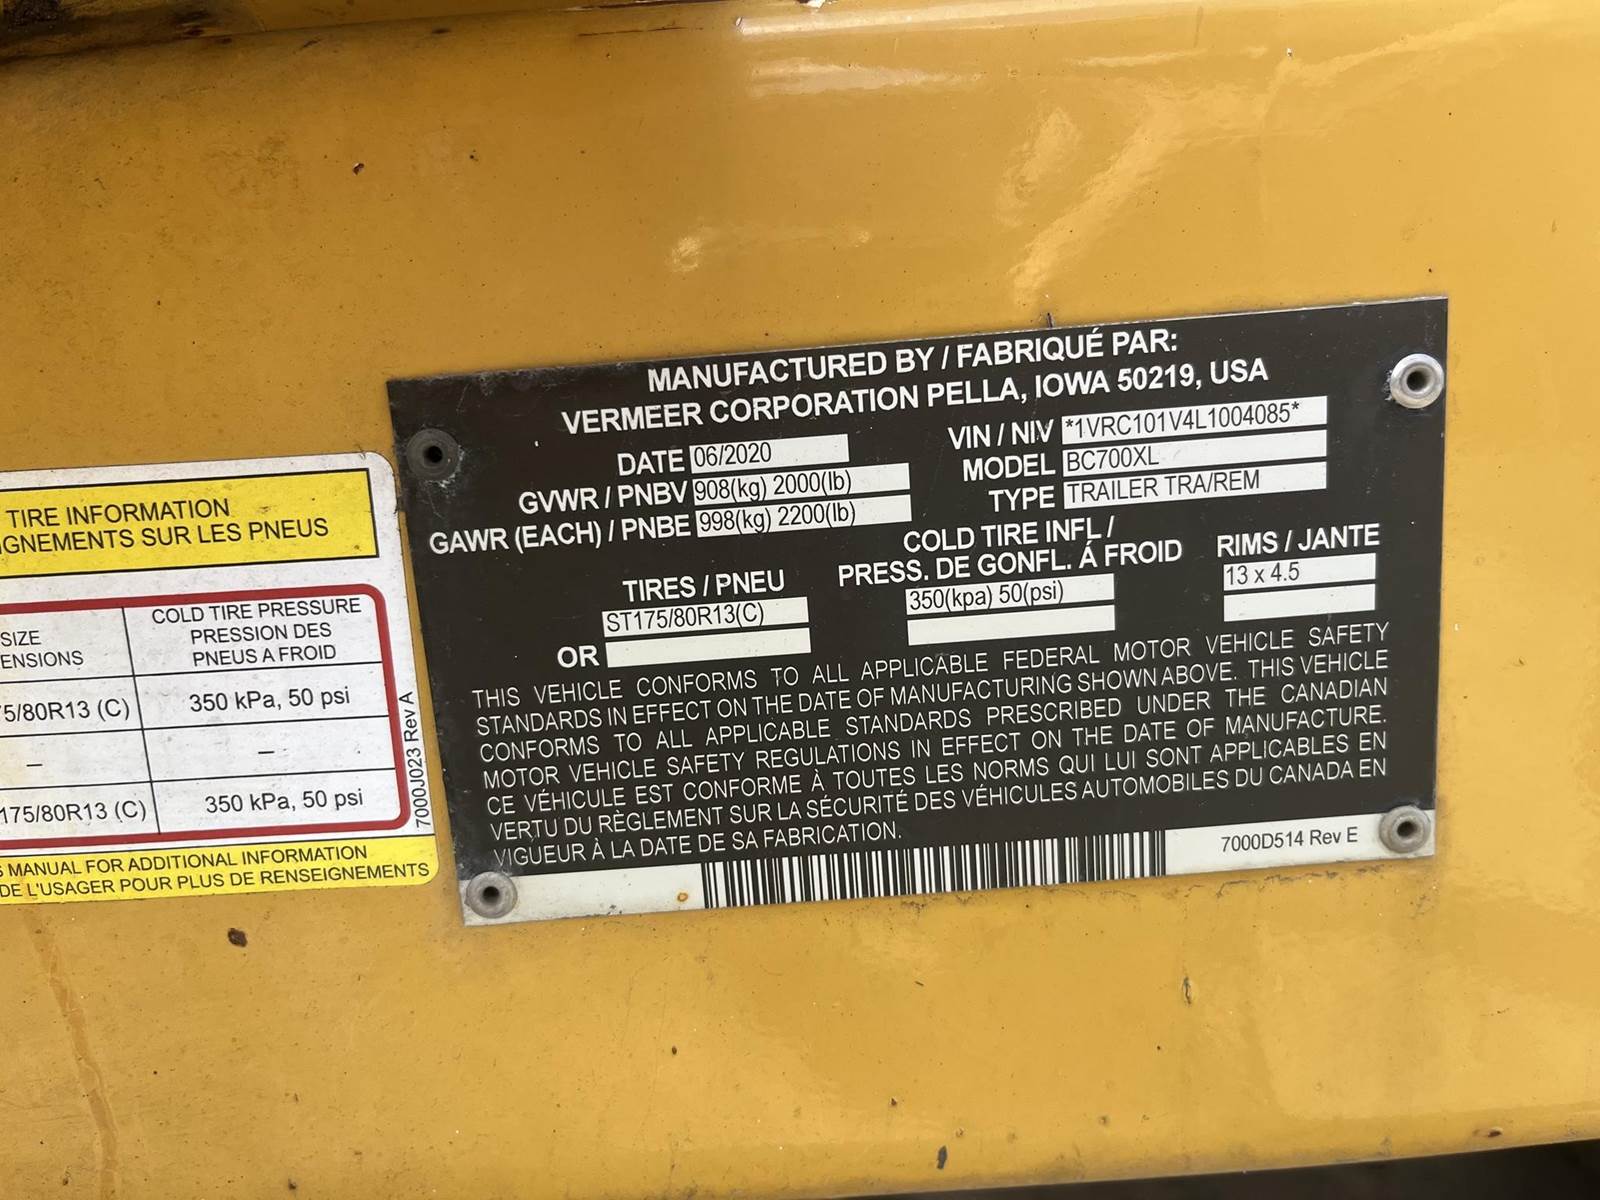 TIRE INFORMATION
SUR LES PNEUS
SIZE
COLD TIRE PRESSURE
PRESSION DES
PNEUS A FROID
5/80R13 (C)
350 kPa, 50 psi
–
–
175/80R13 (C)
350 kPa, 50 psi
7000J023 Rev A
MANUAL FOR ADDITIONAL INFORMATION
DE L'USAGER POUR PLUS DE RENSEIGNEMENTS
MANUFACTURED BY / FABRIQUÉ PAR:
VERMEER CORPORATION PELLA, IOWA 50219, USA
DATE 06/2020
GVWR / PNBV 908(kg) 2000(lb)
GAWR (EACH) / PNBE 998(kg) 2200(lb)
VIN / NIV *1VRC101V4L1004085*
MODEL BC700XL
TYPE TRAILER TRA/REM
TIRES / PNEU
ST175/80R13(C)
OR
COLD TIRE INFL /
PRESS. DE GONFL. Á FROID
350(kpa) 50(psi)
RIMS / JANTE
13 x 4.5
THIS VEHICLE CONFORMS TO ALL APPLICABLE FEDERAL MOTOR VEHICLE SAFETY
STANDARDS IN EFFECT ON THE DATE OF MANUFACTURING SHOWN ABOVE. THIS VEHICLE
CONFORMS TO ALL APPLICABLE STANDARDS PRESCRIBED UNDER THE CANADIAN
MOTOR VEHICLE SAFETY REGULATIONS IN EFFECT ON THE DATE OF MANUFACTURE.
CE VÉHICULE EST CONFORME À TOUTES LES NORMS QUI LUI SONT APPLICABLES EN
VERTU DU RÈGLEMENT SUR LA SÉCURITÉ DES VÉHICULES AUTOMOBILES DU CANADA EN
VIGUEUR À LA DATE DE SA FABRICATION.
7000D514 Rev E